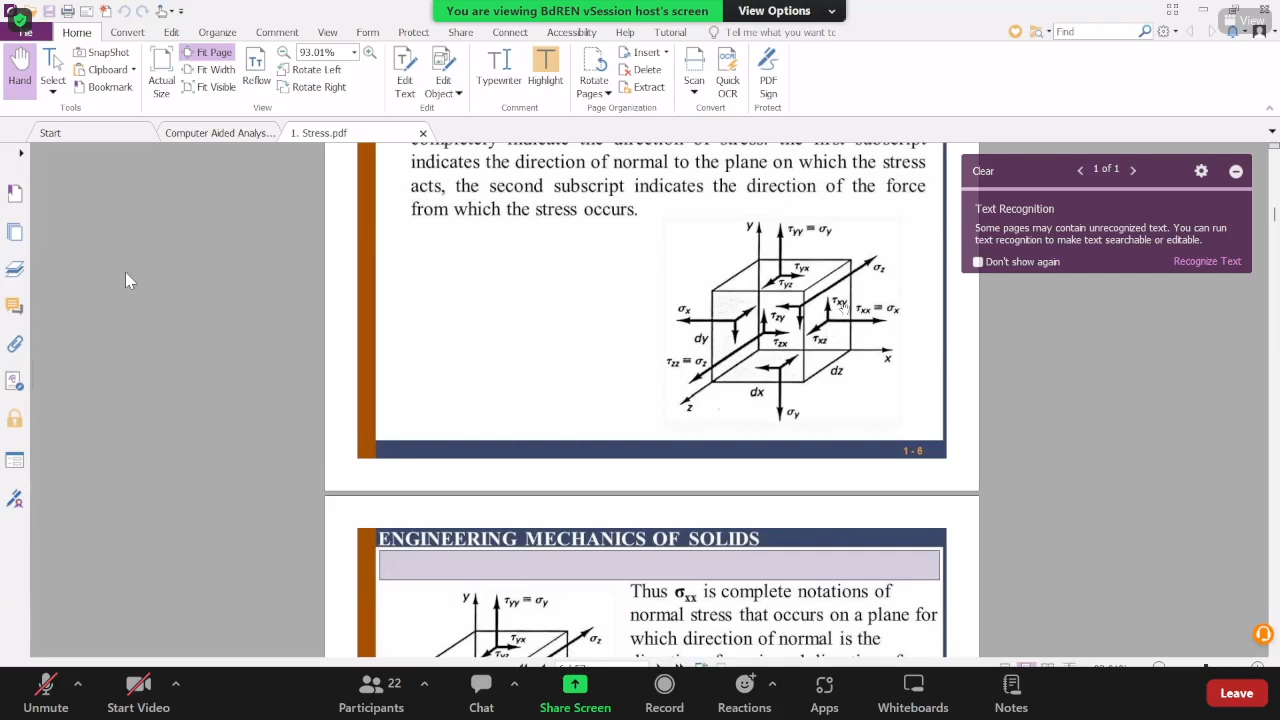 You are viewing BdREN vSession host's screen
View Options
View
Home
Convert
Edit
Organize
Comment
View
Form
Protect
Share
Connect
Accessibility
Help
Tutorial
Tell me what you want to
Find
Hand
Select
SnapShot
Clipboard
Bookmark
Tools
Actual Size
Fit Page
Fit Width
Fit Visible
Reflow
93.01%
Rotate Left
Rotate Right
View
Edit Text
Edit Object
Edit
Typewriter
Highlight
Comment
Rotate Pages
Insert
Delete
Extract
Page Organization
Scan
Quick OCR
Convert
PDF Sign
Protect
Start
Computer Aided Analys...
1. Stress.pdf
completely indicate the direction of stress. the first subscript
indicates the direction of normal to the plane on which the stress
acts, the second subscript indicates the direction of the force
from which the stress occurs.
y
τyy ≡ σy
τyx
τyz
σz
σx
τxy
τxx ≡ σx
τzy
dy
τzx
τxz
τzz ≡ σz
x
dz
dx
z
σy
1 - 6
Clear
1 of 1
Text Recognition
Some pages may contain unrecognized text. You can run
text recognition to make text searchable or editable.
Don't show again
Recognize Text
ENGINEERING MECHANICS OF SOLIDS
Thus σxx is complete notations of
normal stress that occurs on a plane for
which direction of normal is the
y
τyy ≡ σy
σz
τyx
Unmute
Start Video
22
Participants
Chat
Share Screen
Record
Reactions
Apps
Whiteboards
Notes
Leave